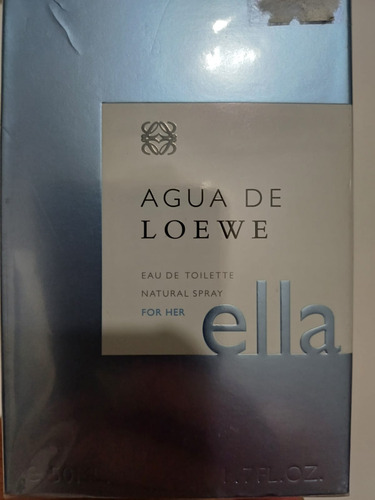 AGUA DE
LOEWE
EAU DE TOILETTE
NATURAL SPRAY
FOR HER
ella
1.7 FL.OZ.